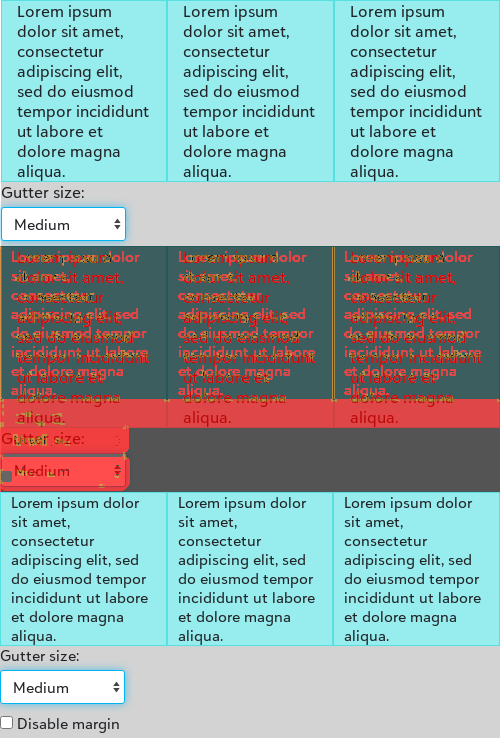 Lorem ipsum Lorem ipsum Lorem ipsum
dolor sit amet, dolor sit amet, dolor sit amet,
consectetur consectetur consectetur
adipiscing elit, adipiscing elit, adipiscing elit,
sed do eiusmod sed do eiusmod sed do eiusmod
tempor incididunt tempor incididunt tempor incididunt
ut labore et ut labore et ut labore et
dolore magna dolore magna dolore magna
aliqua. aliqua. aliqua.
Gutter size:
Medium
Lorem ipsum dolor Lorem ipsum dolor Lorem ipsum dolor
sit amet, sit amet, sit amet,
consectetur consectetur consectetur
adipiscing elit, sed adipiscing elit, sed adipiscing elit, sed
do eiusmod tempor do eiusmod tempor do eiusmod tempor
incididunt ut labore incididunt ut labore incididunt ut labore
et dolore magna et dolore magna et dolore magna
aliqua. aliqua. aliqua.
aliqua. aliqua. aliqua.
Gutter size:
Medium
Lorem ipsum dolor Lorem ipsum dolor Lorem ipsum dolor
sit amet, sit amet, sit amet,
consectetur consectetur consectetur
adipiscing elit, sed adipiscing elit, sed adipiscing elit, sed
do eiusmod tempor do eiusmod tempor do eiusmod tempor
incididunt ut labore incididunt ut labore incididunt ut labore
et dolore magna et dolore magna et dolore magna
aliqua. aliqua. aliqua.
Gutter size:
Medium
Disable margin